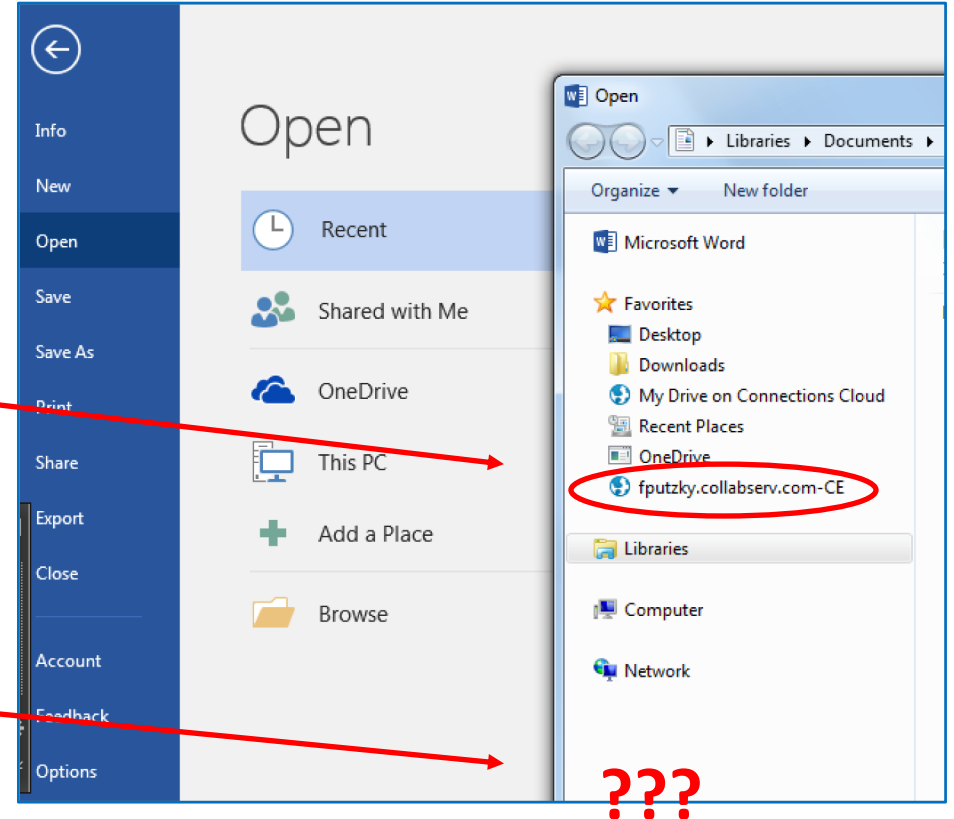 Info
New
Open
Save
Save As
Print
Share
Export
Close
Account
Feedback
Options
Open
Recent
Shared with Me
OneDrive
This PC
Add a Place
Browse
Open
Libraries Documents
Organize New folder
Microsoft Word
Favorites
Desktop
Downloads
My Drive on Connections Cloud
Recent Places
OneDrive
fputzky.collabserv.com-CE
Libraries
Computer
Network
???